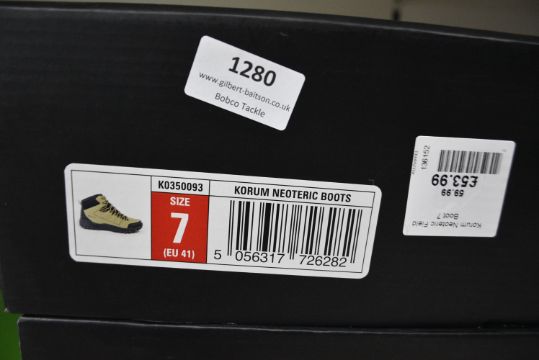 1280
www.gilbert-baitson.co.uk
Bobco Tackle
K0350093
SIZE
7
(EU 41)
KORUM NEOTERIC BOOTS
5 056317 726282
136152
£53.99
59.99
Korum Neoteric Field
Boot 7